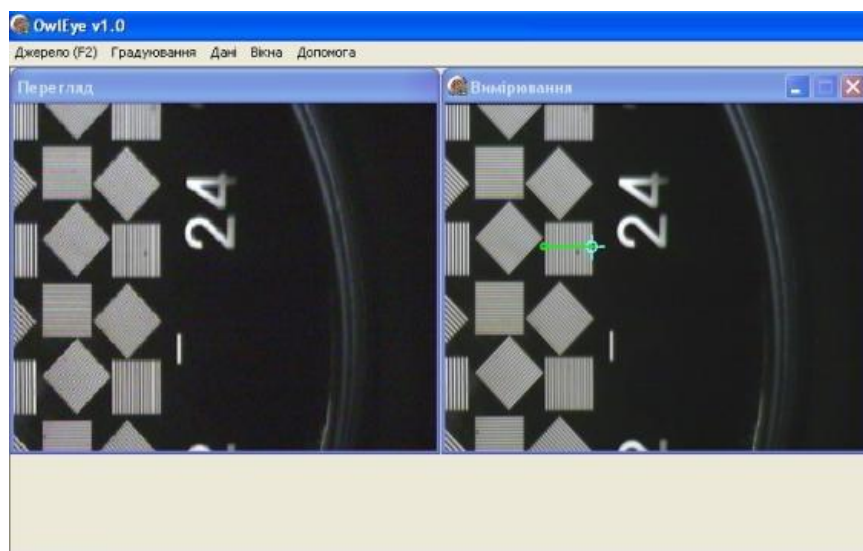 OwlEye v1.0
Джерело (F2) Градуювання Дані Вікна Допомога
Перегляд
Вимірювання
24
24